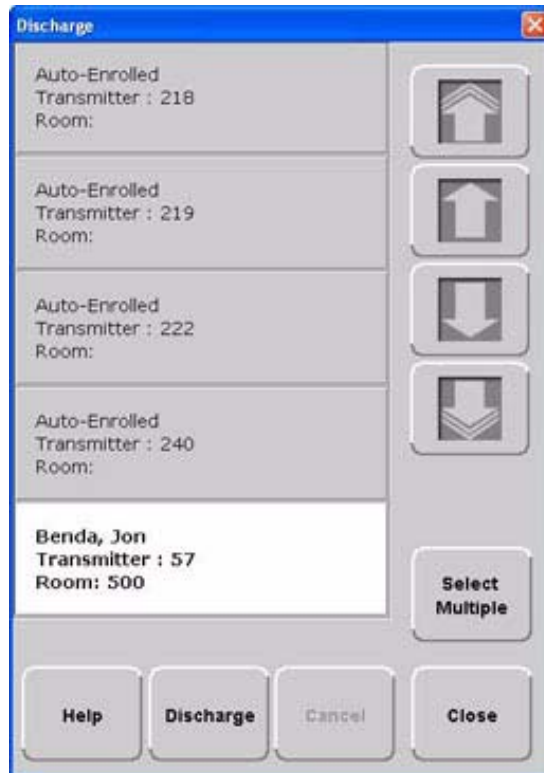 Discharge
Auto-Enrolled
Transmitter : 218
Room:
Auto-Enrolled
Transmitter : 219
Room:
Auto-Enrolled
Transmitter : 222
Room:
Auto-Enrolled
Transmitter : 240
Room:
Benda, Jon
Transmitter : 57
Room: 500
Select
Multiple
Help
Discharge
Cancel
Close